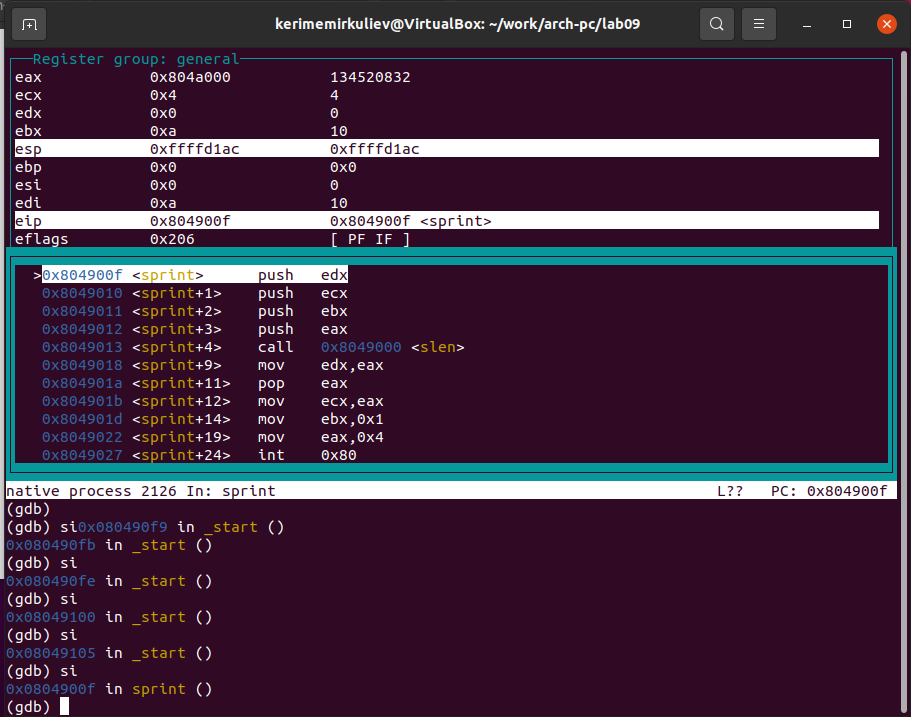 kerimemirkuliev@VirtualBox: ~/work/arch-pc/lab09
Register group: general
eax 0x804a000 134520832
ecx 0x4 4
edx 0x0 0
ebx 0xa 10
esp 0xffffd1ac 0xffffd1ac
ebp 0x0 0x0
esi 0x0 0
edi 0xa 10
eip 0x804900f 0x804900f <sprint>
eflags 0x206 [ PF IF ]
>0x804900f <sprint> push edx
0x8049010 <sprint+1> push ecx
0x8049011 <sprint+2> push ebx
0x8049012 <sprint+3> push eax
0x8049013 <sprint+4> call 0x8049000 <slen>
0x8049018 <sprint+9> mov edx,eax
0x804901a <sprint+11> pop eax
0x804901b <sprint+12> mov ecx,eax
0x804901d <sprint+14> mov ebx,0x1
0x8049022 <sprint+19> mov eax,0x4
0x8049027 <sprint+24> int 0x80
native process 2126 In: sprint L?? PC: 0x804900f
(gdb)
(gdb) si0x080490f9 in _start ()
0x080490fb in _start ()
(gdb) si
0x080490fe in _start ()
(gdb) si
0x08049100 in _start ()
(gdb) si
0x08049105 in _start ()
(gdb) si
0x0804900f in sprint ()
(gdb)